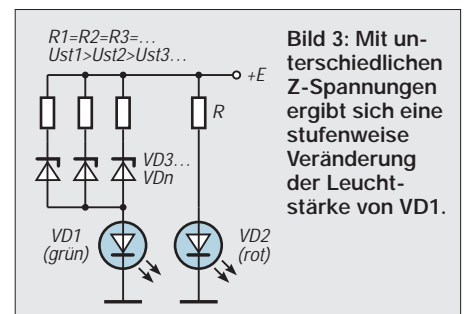 R1=R2=R3=…
Ust1>Ust2>Ust3…
+E
R
VD3…
VDn
VD1
(grün)
VD2
(rot)
Bild 3: Mit un-
terschiedlichen
Z-Spannungen
ergibt sich eine
stufenweise
Veränderung
der Leucht-
stärke von VD1.